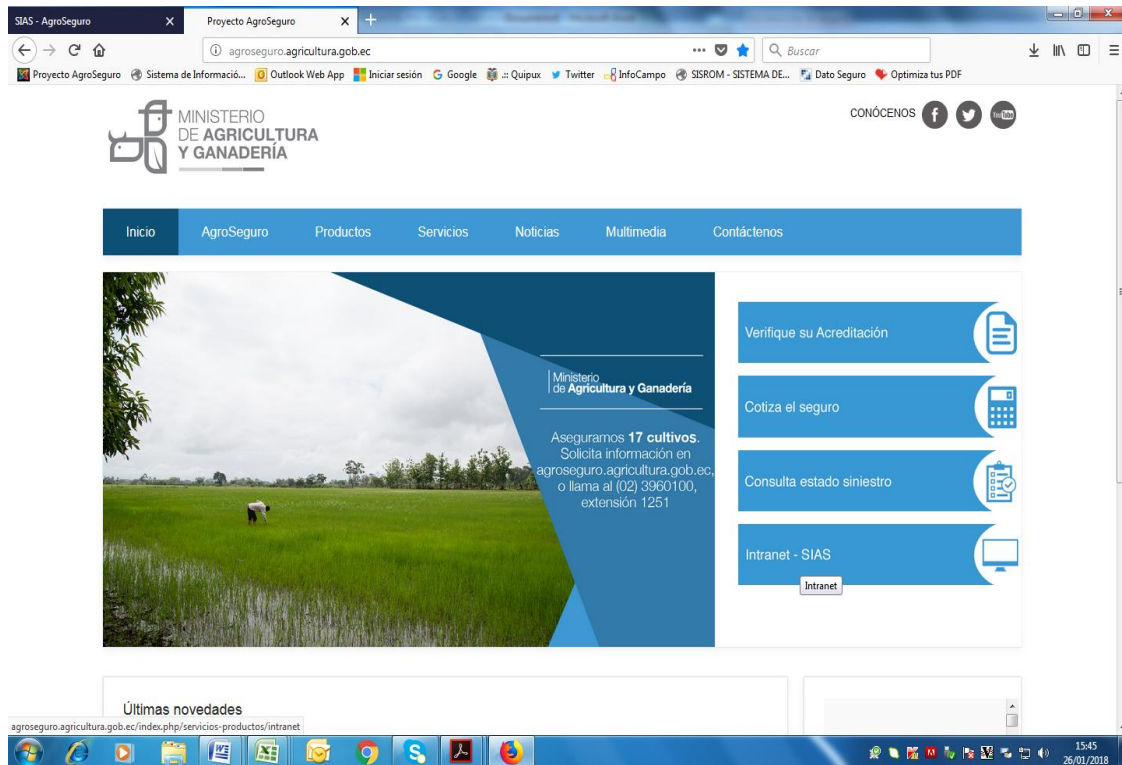 SIAS - AgroSeguro
Proyecto AgroSeguro
agroseguro.agricultura.gob.ec
Buscar
Proyecto AgroSeguro
Sistema de Informació...
Outlook Web App
Iniciar sesión
Google
.:: Quipux
Twitter
InfoCampo
SISROM - SISTEMA DE...
Dato Seguro
Optimiza tus PDF
MINISTERIO
DE AGRICULTURA
Y GANADERÍA
CONÓCENOS
Inicio
AgroSeguro
Productos
Servicios
Noticias
Multimedia
Contáctenos
Ministerio
de Agricultura y Ganadería
Aseguramos 17 cultivos.
Solicita información en
agroseguro.agricultura.gob.ec,
o llama al (02) 3960100,
extensión 1251
Verifique su Acreditación
Cotiza el seguro
Consulta estado siniestro
Intranet - SIAS
Intranet
Últimas novedades
agroseguro.agricultura.gob.ec/index.php/servicios-productos/intranet
15:45
26/01/2018